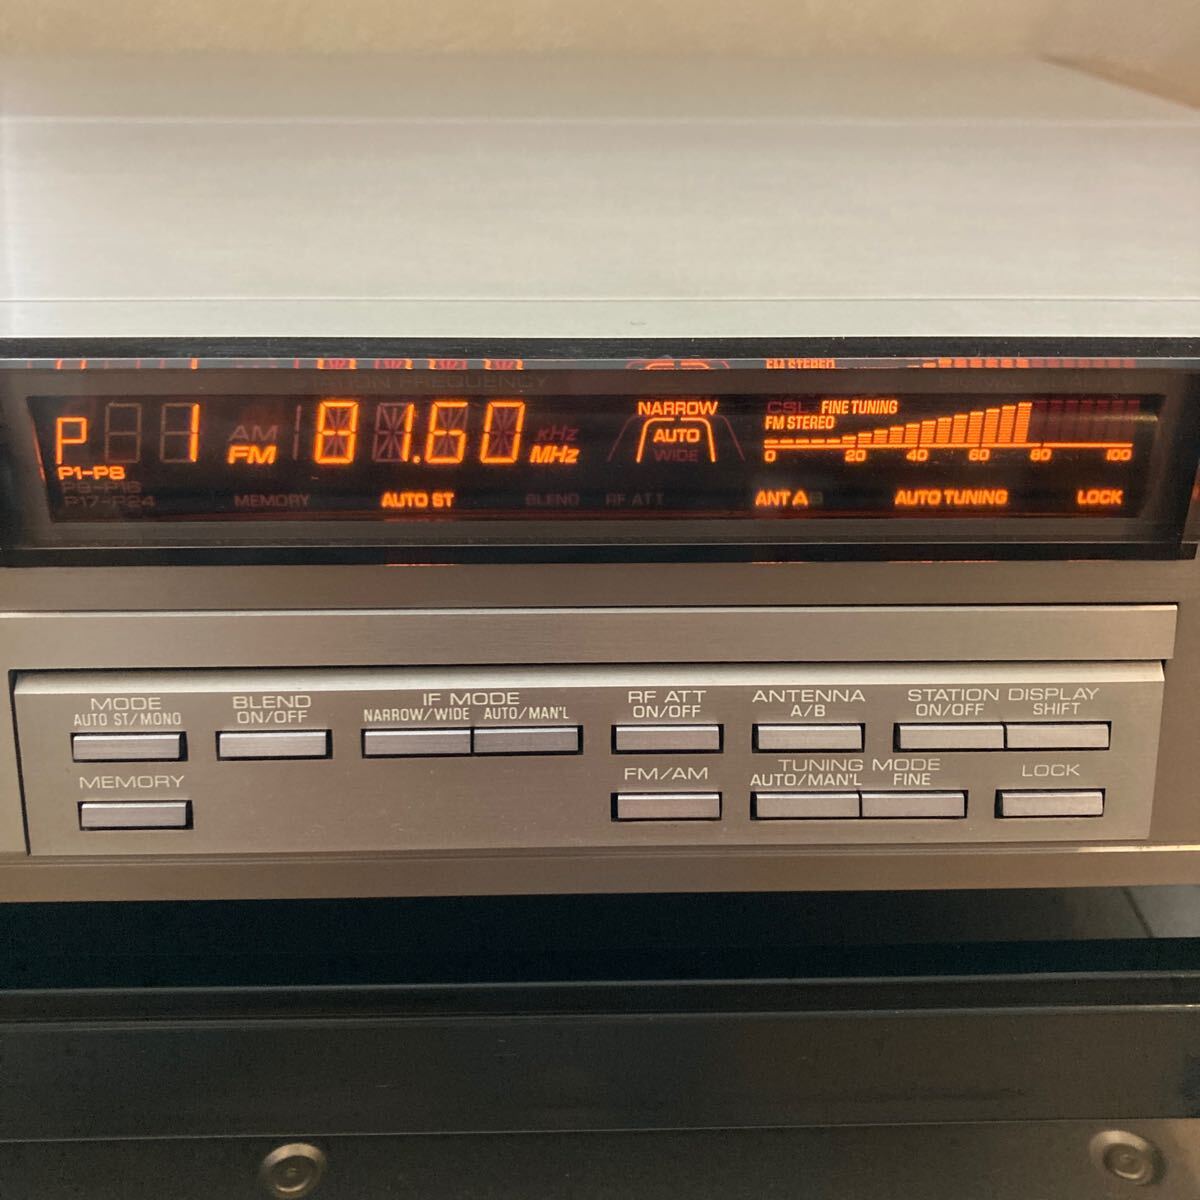 STATION FREQUENCY
P 1 AM 81.60 kHz
FM MHz
P1-P8
P17-P24
MEMORY AUTO ST BLEND RF ATT
NARROW
AUTO
WIDE
CSL FINE TUNING
FM STEREO
0 20 40 60 80 100
ANT A B AUTO TUNING LOCK
MODE BLEND IF MODE RF ATT ANTENNA STATION DISPLAY
AUTO ST/MONO ON/OFF NARROW/WIDE AUTO/MAN'L ON/OFF A/B ON/OFF SHIFT
MEMORY FM/AM TUNING MODE LOCK
AUTO/MAN'L FINE